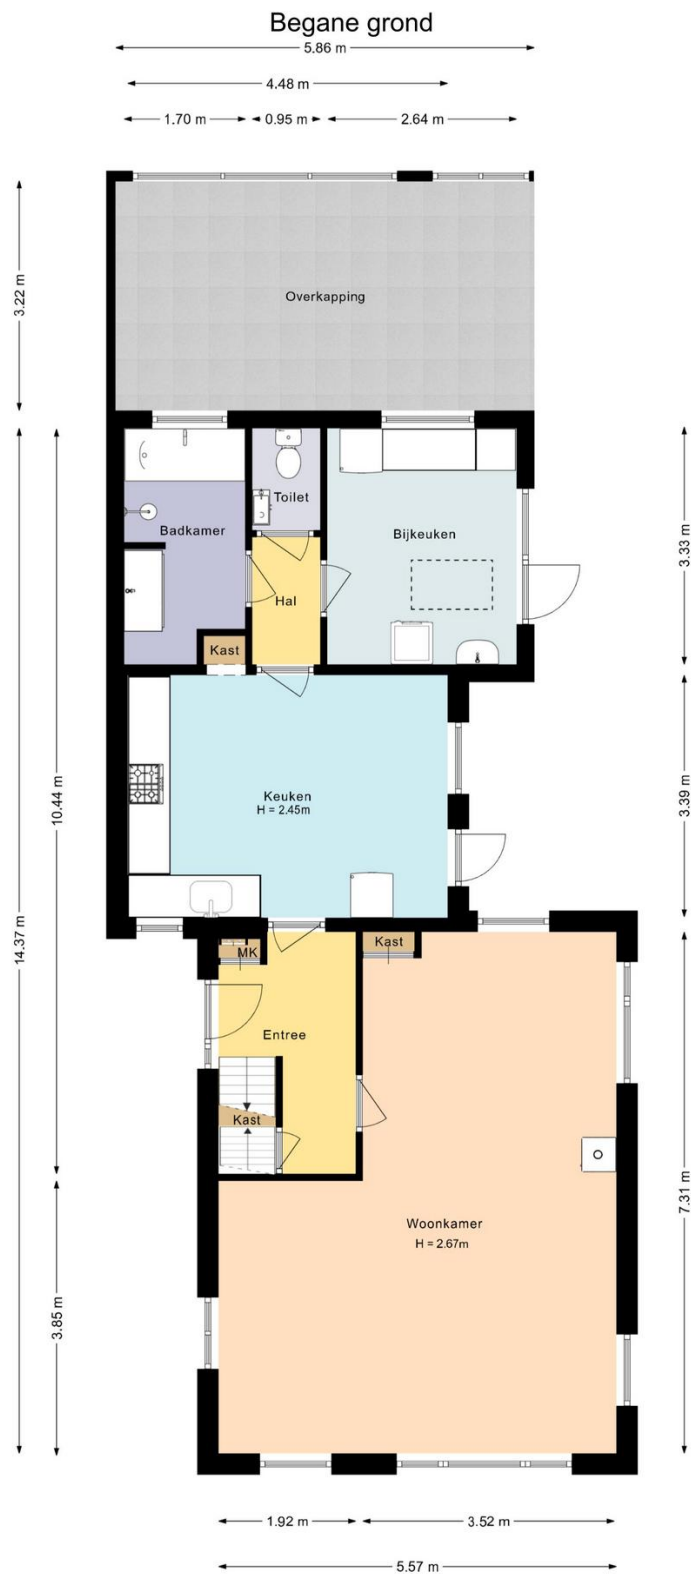 Begane grond
5.86 m
4.48 m
1.70 m
0.95 m
2.64 m
3.22 m
Overkapping
Toilet
Badkamer
Bijkeuken
3.33 m
Hal
Kast
Keuken
H = 2.45m
10.44 m
3.39 m
14.37 m
Kast
MK
Entree
Kast
7.31 m
Woonkamer
H = 2.67m
3.85 m
1.92 m
3.52 m
5.57 m